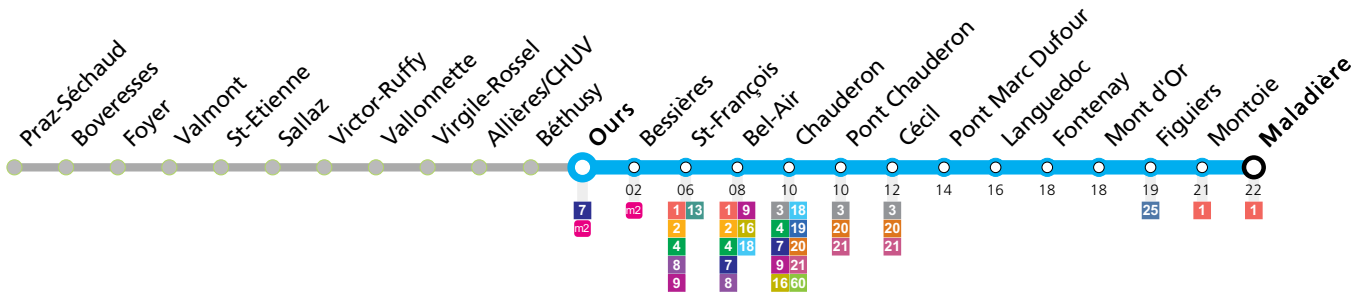 Praz-Séchaud
Boveresses
Foyer
Valmont
St-Etienne
Sallaz
Victor-Ruffy
Vallonnette
Virgile-Rossel
Allières/CHUV
Béthusy
Ours
Bessières
St-François
Bel-Air
Chauderon
Pont Chauderon
Cécil
Pont Marc Dufour
Languedoc
Fontenay
Mont d'Or
Figuiers
Montoie
Maladière
02 06 08 10 10 12 14 16 18 18 19 21 22
7 m2 1 13 1 9 3 18 3 3 25 1 1
m2 2 2 16 4 19 20 20
4 4 18 7 20 21 21
8 7 9 21
9 8 16 60